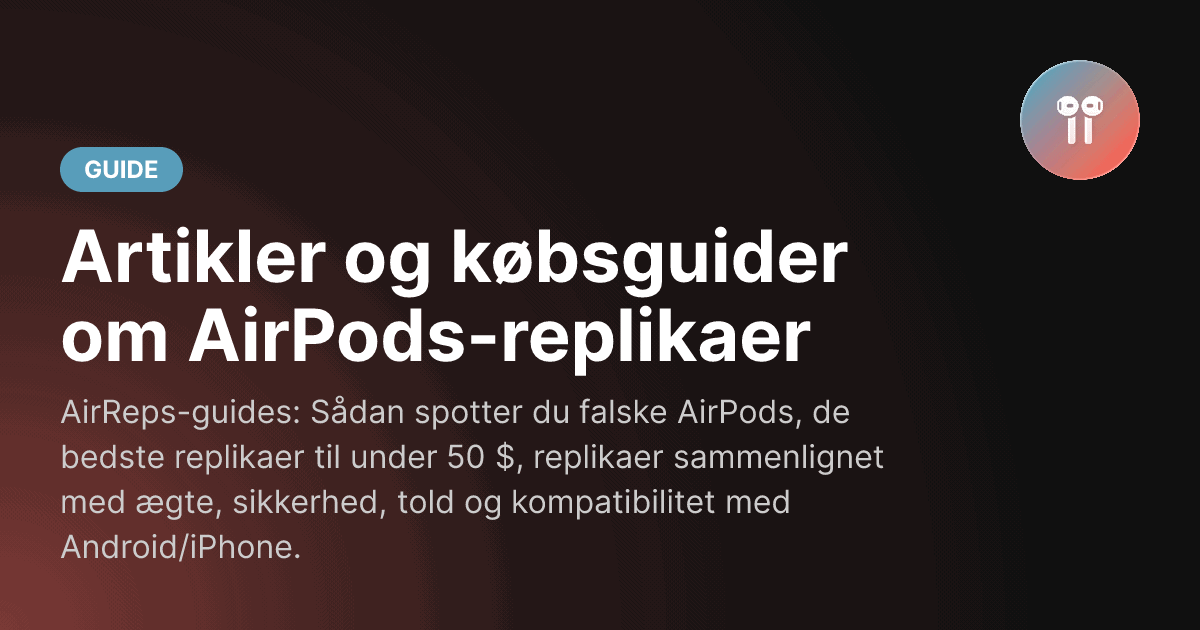 GUIDE
Artikler og købsguider
om AirPods-replikaer
AirReps-guides: Sådan spotter du falske AirPods, de
bedste replikaer til under 50 $, replikaer sammenlignet
med ægte, sikkerhed, told og kompatibilitet med
Android/iPhone.